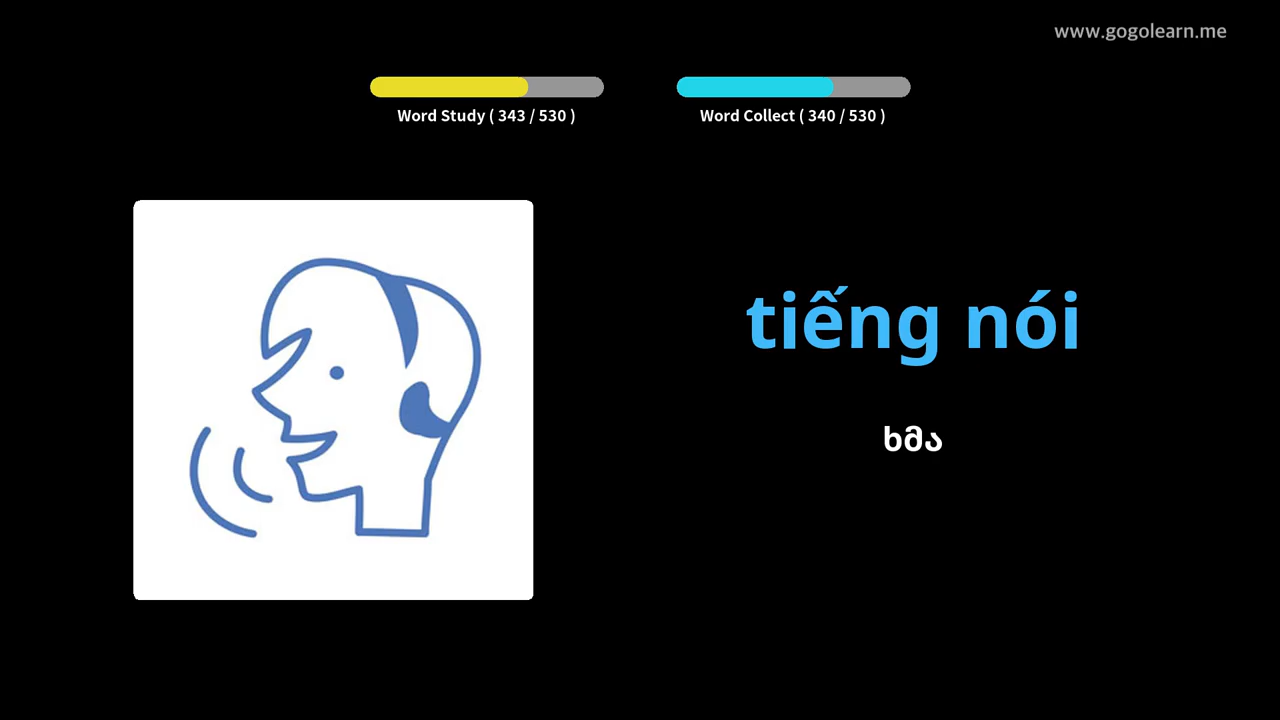 www.gogolearn.me
Word Study ( 343 / 530 )
Word Collect ( 340 / 530 )
tiếng nói
ხმა